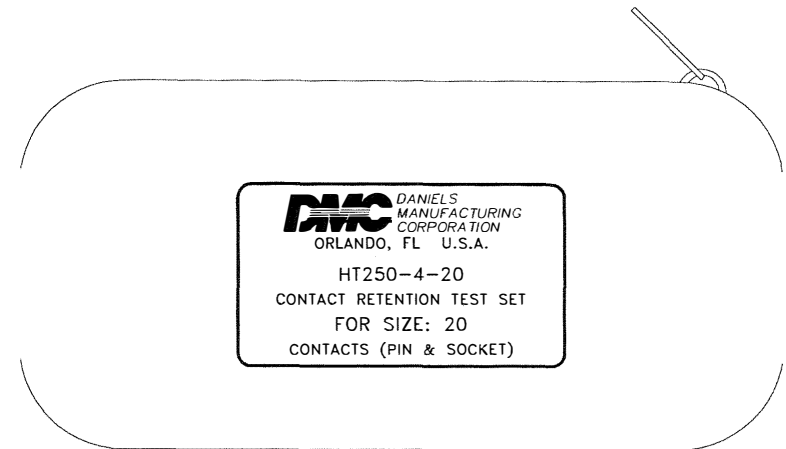 DMC DANIELS
MANUFACTURING
CORPORATION
ORLANDO, FL U.S.A.
HT250-4-20
CONTACT RETENTION TEST SET
FOR SIZE: 20
CONTACTS (PIN & SOCKET)